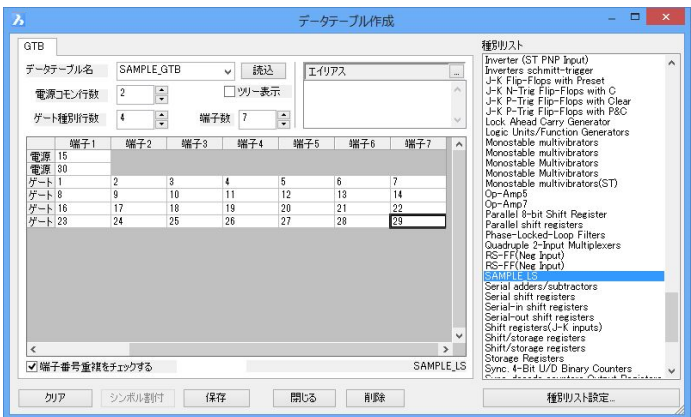 データテーブル作成
GTB
データテーブル名 SAMPLE_GTB 読込 エイリアス ...
電源コモン行数 2 ツリー表示
ゲート種別行数 4 端子数 7
端子1 端子2 端子3 端子4 端子5 端子6 端子7
電源 15
電源 30
ゲート 1 2 3 4 5 6 7
ゲート 8 9 10 11 12 13 14
ゲート 16 17 18 19 20 21 22
ゲート 23 24 25 26 27 28 29
端子番号重複をチェックする SAMPLE_LS
クリア シンボル割付 保存 閉じる 削除
種別リスト
Inverter (ST PNP Input)
Inverters schmitt-trigger
J-K Flip-Flops with Preset
J-K N-Trig Flip-Flops with C
J-K P-Trig Flip-Flops with Clear
J-K P-Trig Flip-Flops with P&C
Lock Ahead Carry Generator
Logic Units/Function Generators
Monostable multivibrators
Monostable Multivibrators
Monostable Multivibrators
Monostable Multivibrators
Monostable multivibrators(ST)
Op-Amp5
Op-Amp7
Parallel 8-bit Shift Register
Parallel shift registers
Phase-Locked-Loop Filters
Quadruple 2-Input Multiplexers
RS-FF(Neg Input)
RS-FF(Neg Input)
SAMPLE_LS
Serial adders/subtractors
Serial shift registers
Serial-in shift registers
Serial-out shift registers
Shift registers(J-K inputs)
Shift/storage registers
Shift/storage registers
Storage Registers
Sync. 4-Bit U/D Binary Counters
種別リスト設定...